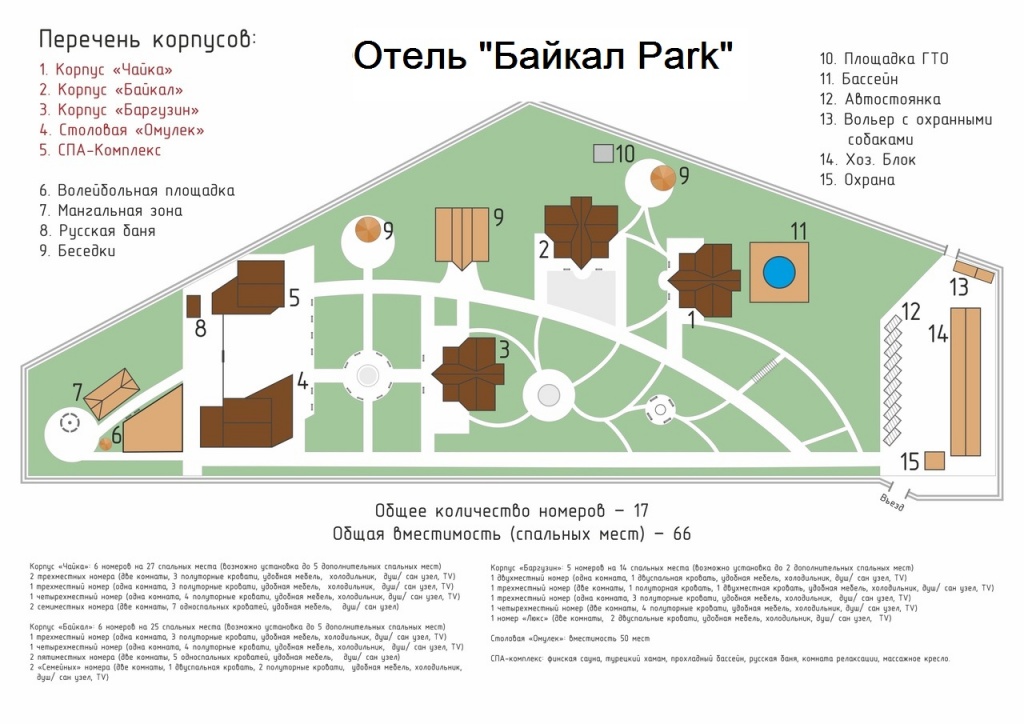 Перечень корпусов:
1. Корпус «Чайка»
2. Корпус «Байкал»
3. Корпус «Баргузин»
4. Столовая «Омулек»
5. СПА-Комплекс
6. Волейбольная площадка
7. Мангальная зона
8. Русская баня
9. Беседки
Отель "Байкал Park"
10. Площадка ГТО
11. Бассейн
12. Автостоянка
13. Вольер с охранными
собаками
14. Хоз. Блок
15. Охрана
10
9
9
9
2
11
5
1
13
8
12
14
3
4
7
6
15
Въезд
Общее количество номеров – 17
Общая вместимость (спальных мест) – 66
Корпус «Чайка»: 6 номеров на 27 спальных места (возможно установка до 5 дополнительных спальных мест)
2 трехместных номера (две комнаты, 3 полуторные кровати, удобная мебель, холодильник, душ/ сан узел, TV)
1 трехместный номер (одна комната, 3 полуторные кровати, удобная мебель, холодильник, душ/ сан узел, TV)
1 четырехместный номер (одна комната, 4 полуторные кровати, удобная мебель, холодильник, душ/ сан узел, TV)
2 семиместных номера (две комнаты, 7 односпальных кроватей, удобная мебель, душ/ сан узел)
Корпус «Байкал»: 6 номеров на 25 спальных места (возможно установка до 5 дополнительных спальных мест)
1 трехместный номер (одна комната, 3 полуторные кровати, удобная мебель, холодильник, душ/ сан узел, TV)
1 четырехместный номер (одна комната, 4 полуторные кровати, удобная мебель, холодильник, душ/ сан узел, TV)
2 пятиместных номера (две комнаты, 5 односпальных кроватей, удобная мебель, душ/ сан узел)
2 «Семейных» номера (две комнаты, 1 двуспальная кровать, 2 полуторные кровати, удобная мебель, холодильник,
душ/ сан узел, TV)
Корпус «Баргузин»: 5 номеров на 14 спальных места (возможно установка до 2 дополнительных спальных мест)
1 двухместный номер (одна комната, 1 двуспальная кровать, удобная мебель, холодильник, душ/ сан узел, TV)
1 трехместный номер (одна комната, 1 полуторная кровать, 1 двухместная кровать, удобная мебель, холодильник, душ/ сан узел, TV)
1 трехместный номер (одна комната, 3 полуторные кровати, удобная мебель, холодильник, душ/ сан узел, TV)
1 четырехместный номер (две комнаты, 4 полуторные кровати, удобная мебель, холодильник, душ/ сан узел, TV)
1 номер «Люкс» (две комнаты, 2 двуспальные кровати, удобная мебель, холодильник, душ/ сан узел, TV)
Столовая «Омулек»: вместимость 50 мест
СПА-комплекс: финская сауна, турецкий хамам, прохладный бассейн, русская баня, комната релаксации, массажное кресло.